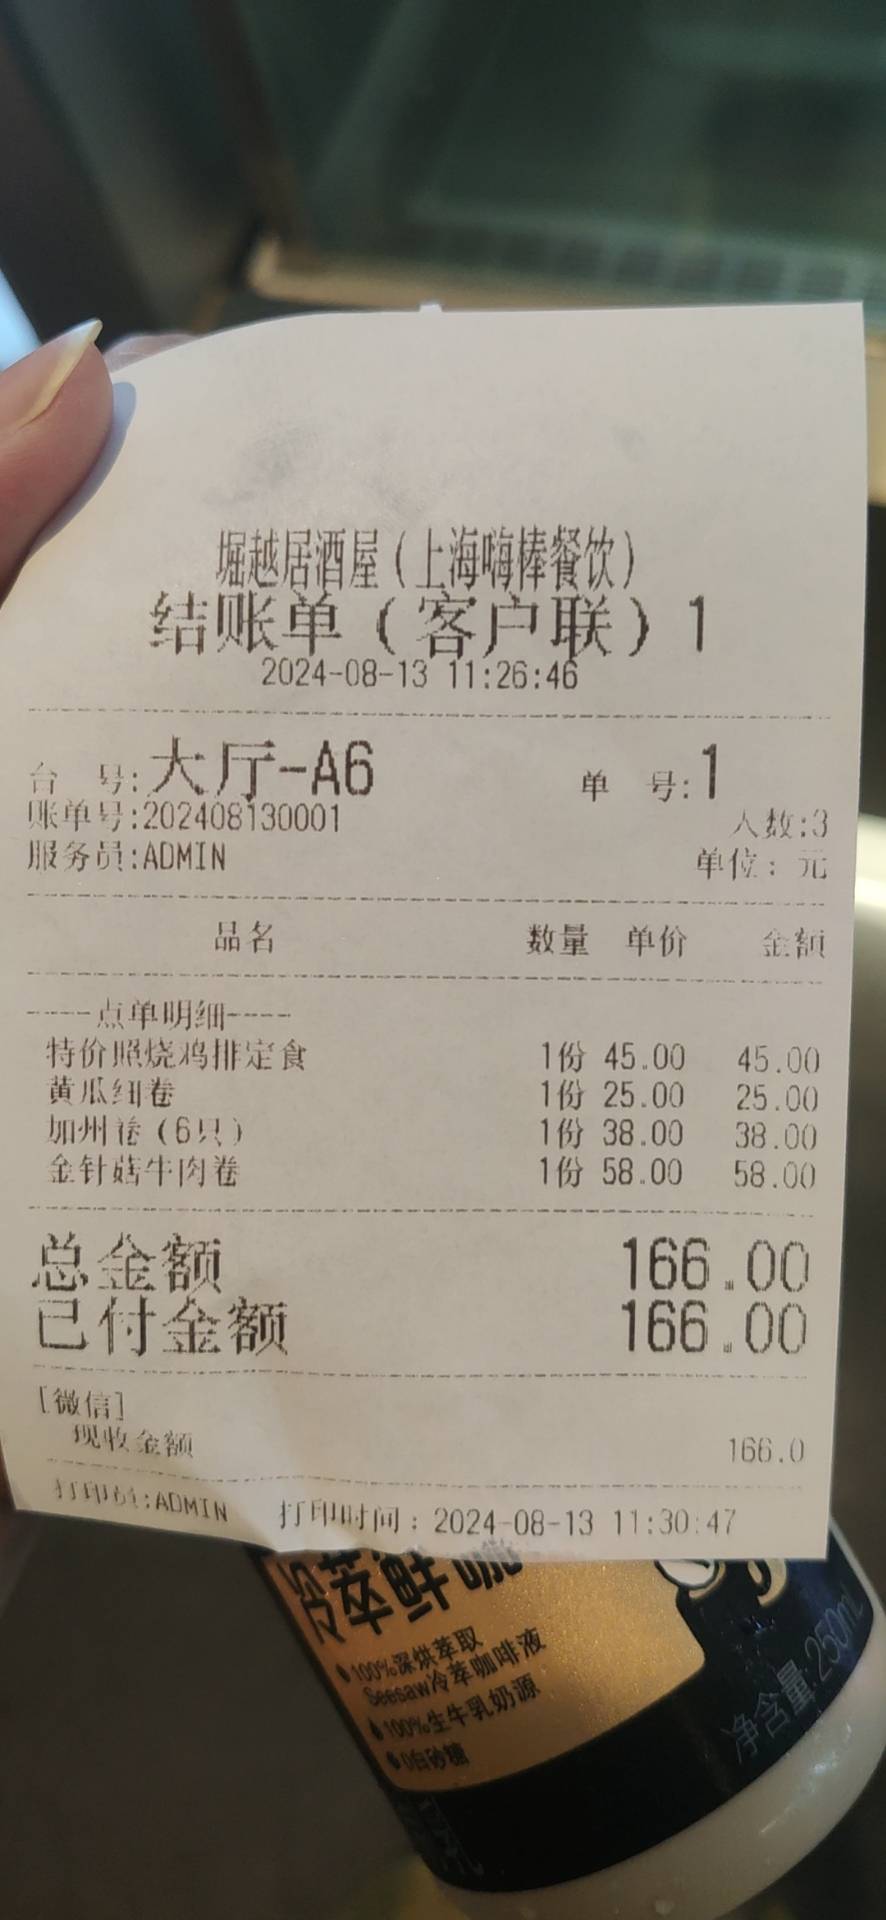 堀越居酒屋(上海嗨棒餐饮)
结账单(客户联)1
2024-08-13 11:26:46
台 号:大厅-A6 单 号:1
账单号:202408130001 人数:3
服务员:ADMIN 单位: 元
品名 数量 单价 金额
----点单明细----
特价照烧鸡排定食 1份 45.00 45.00
黄瓜细卷 1份 25.00 25.00
加州卷(6只) 1份 38.00 38.00
金针菇牛肉卷 1份 58.00 58.00
总金额 166.00
已付金额 166.00
[微信]
现收金额 166.0
打印员:ADMIN 打印时间:2024-08-13 11:30:47
冷萃鲜咖
100%深烘萃取
Seesaw冷萃咖啡液
100%生牛乳奶源
0白砂糖
净含量:250mL